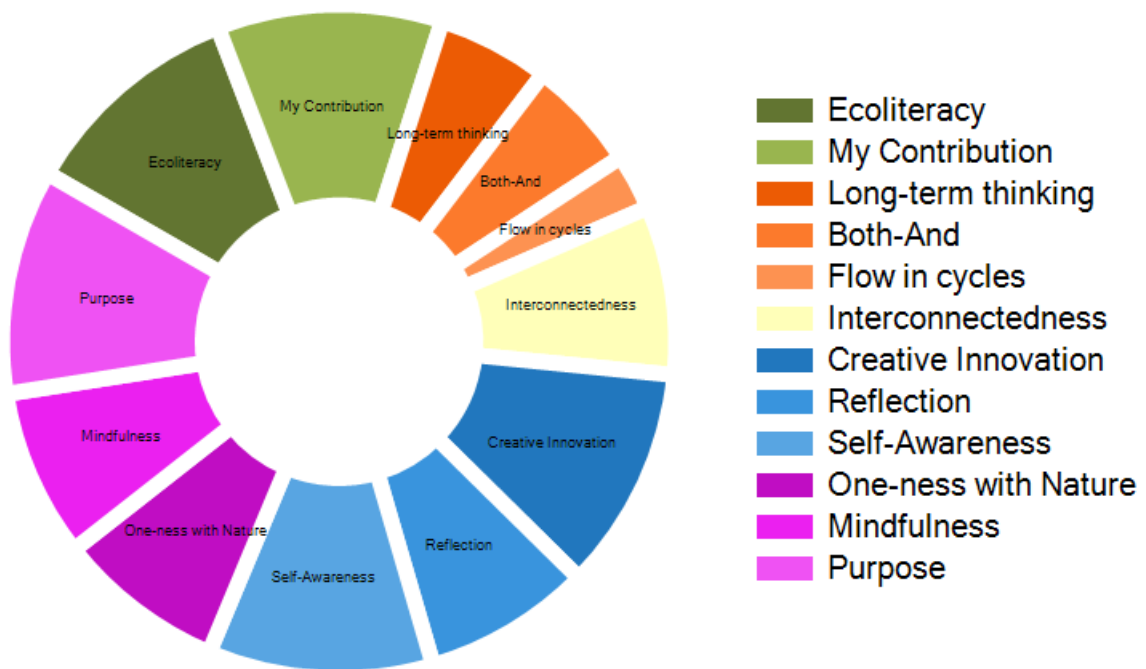 My Contribution
Long-term thinking
Ecoliteracy
Both-And
Flow in cycles
Purpose
Interconnectedness
Mindfulness
Creative Innovation
One-ness with Nature
Reflection
Self-Awareness
Ecoliteracy
My Contribution
Long-term thinking
Both-And
Flow in cycles
Interconnectedness
Creative Innovation
Reflection
Self-Awareness
One-ness with Nature
Mindfulness
Purpose